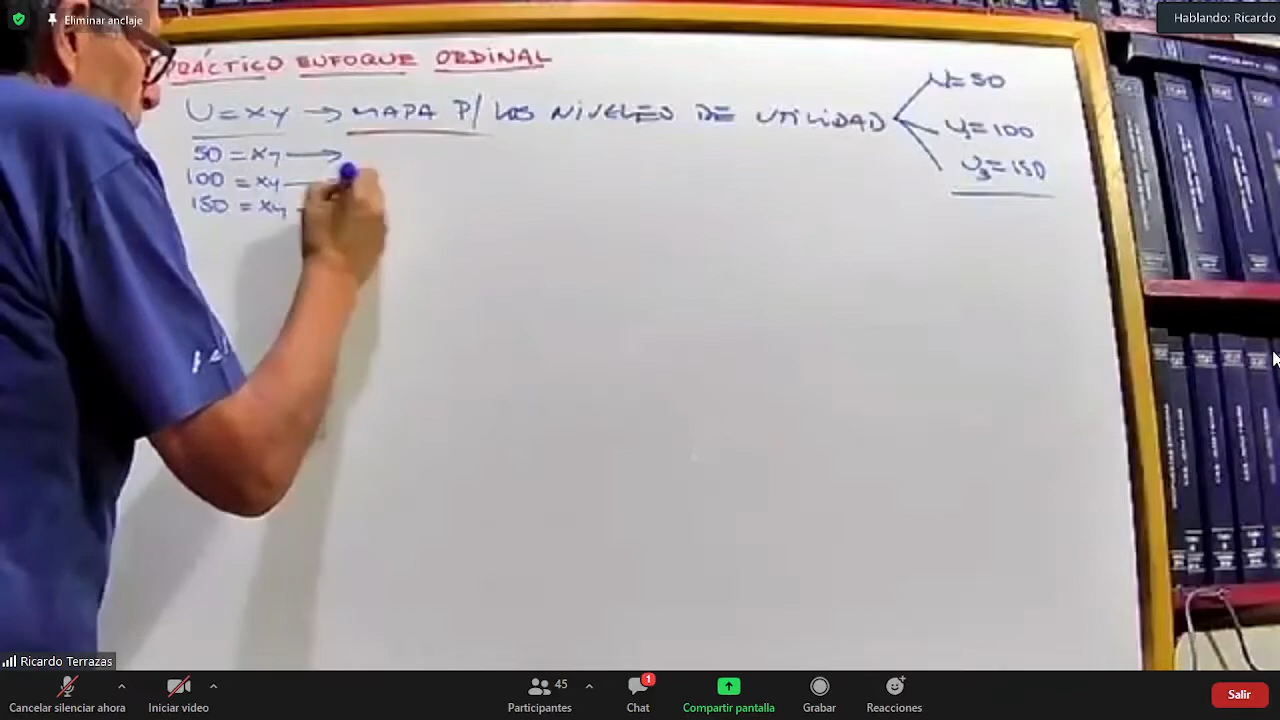 Eliminar anclaje
Hablando: Ricardo
PRÁCTICO ENFOQUE ORDINAL
U = XY → MAPA P/ LOS NIVELES DE UTILIDAD
U=50
U=100
U3=150
50 = XY →
100 = XY
150 = XY
Ricardo Terrazas
Cancelar silenciar ahora
Iniciar video
45
Participantes
1
Chat
Compartir pantalla
Grabar
Reacciones
Salir